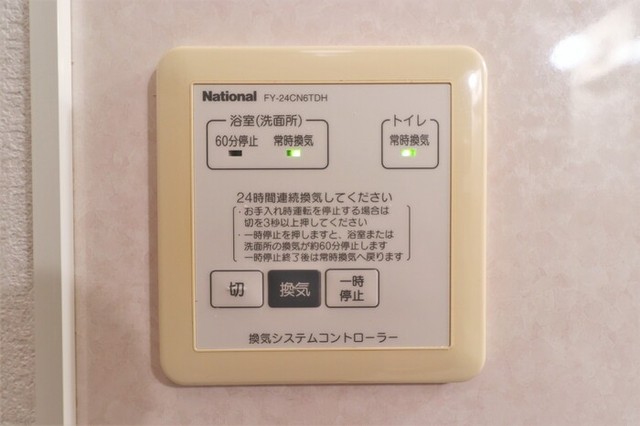 National FY-24CN6TDH
浴室(洗面所)
60分停止 常時換気
トイレ
常時換気
24時間連続換気してください
・お手入れ時運転を停止する場合は
切を3秒以上押してください
・一時停止を押しますと、浴室または
洗面所の換気が約60分停止します
一時停止終了後は常時換気へ戻ります
切
換気
一時
停止
換気システムコントローラー